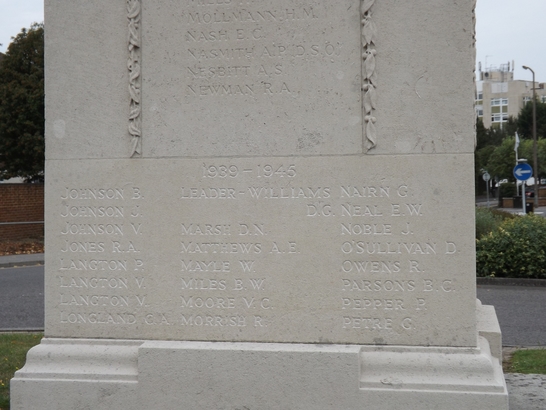 MOLLMANN H.M.
NASH E.C.
NASMITH A.P. D.S.O.
NESBITT A.S.
NEWMAN R.A.
1939-1945
JOHNSON B.
JOHNSON J.
JOHNSON V.
JONES R.A.
LANGTON P.
LANGTON V.
LANGTON V.
LONGLAND C.A.
LEADER-WILLIAMS
D.G.
MARSH D.N.
MATTHEWS A.E.
MAYLE W.
MILES B.W.
MOORE V.C.
MORRISH R.
NAIRN G.
NEAL E.W.
NOBLE J.
O'SULLIVAN D.
OWENS R.
PARSONS B.C.
PEPPER P.
PETRE G.